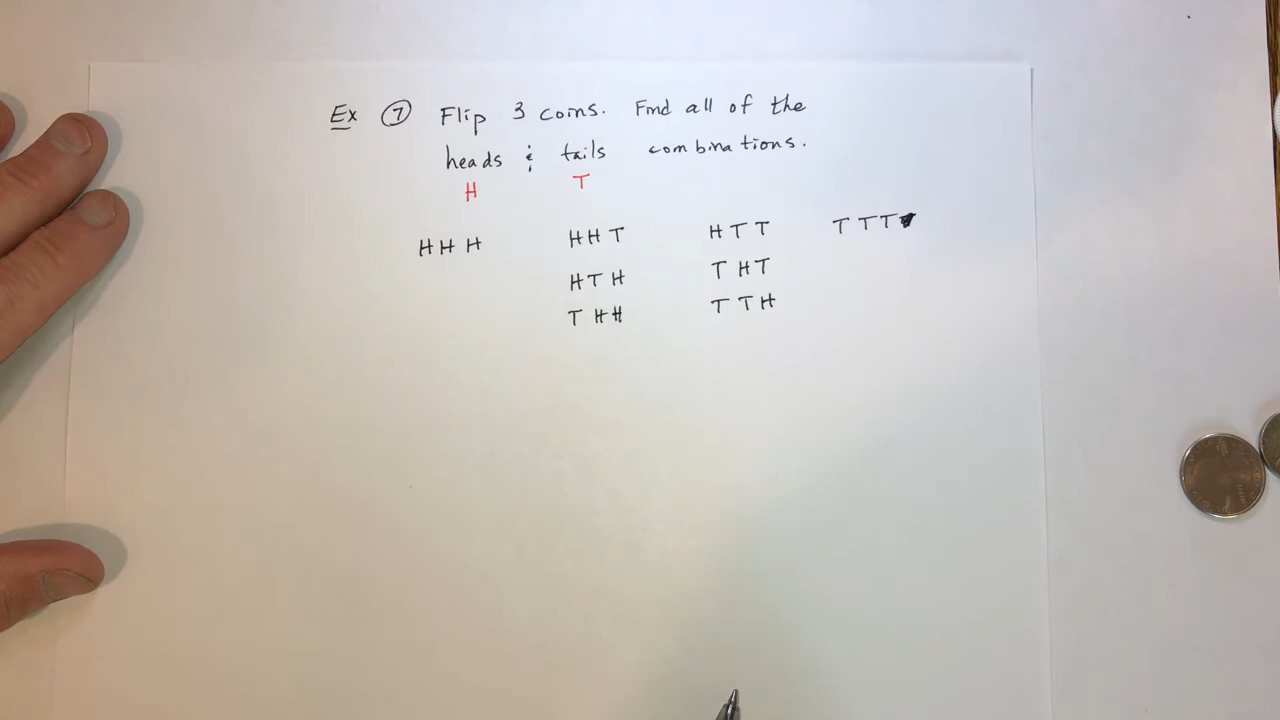 Ex ⑦ Flip 3 coins. Find all of the
heads & tails combinations.
H T
HHH HHT HTT TTT
HTH THT
THH TTH